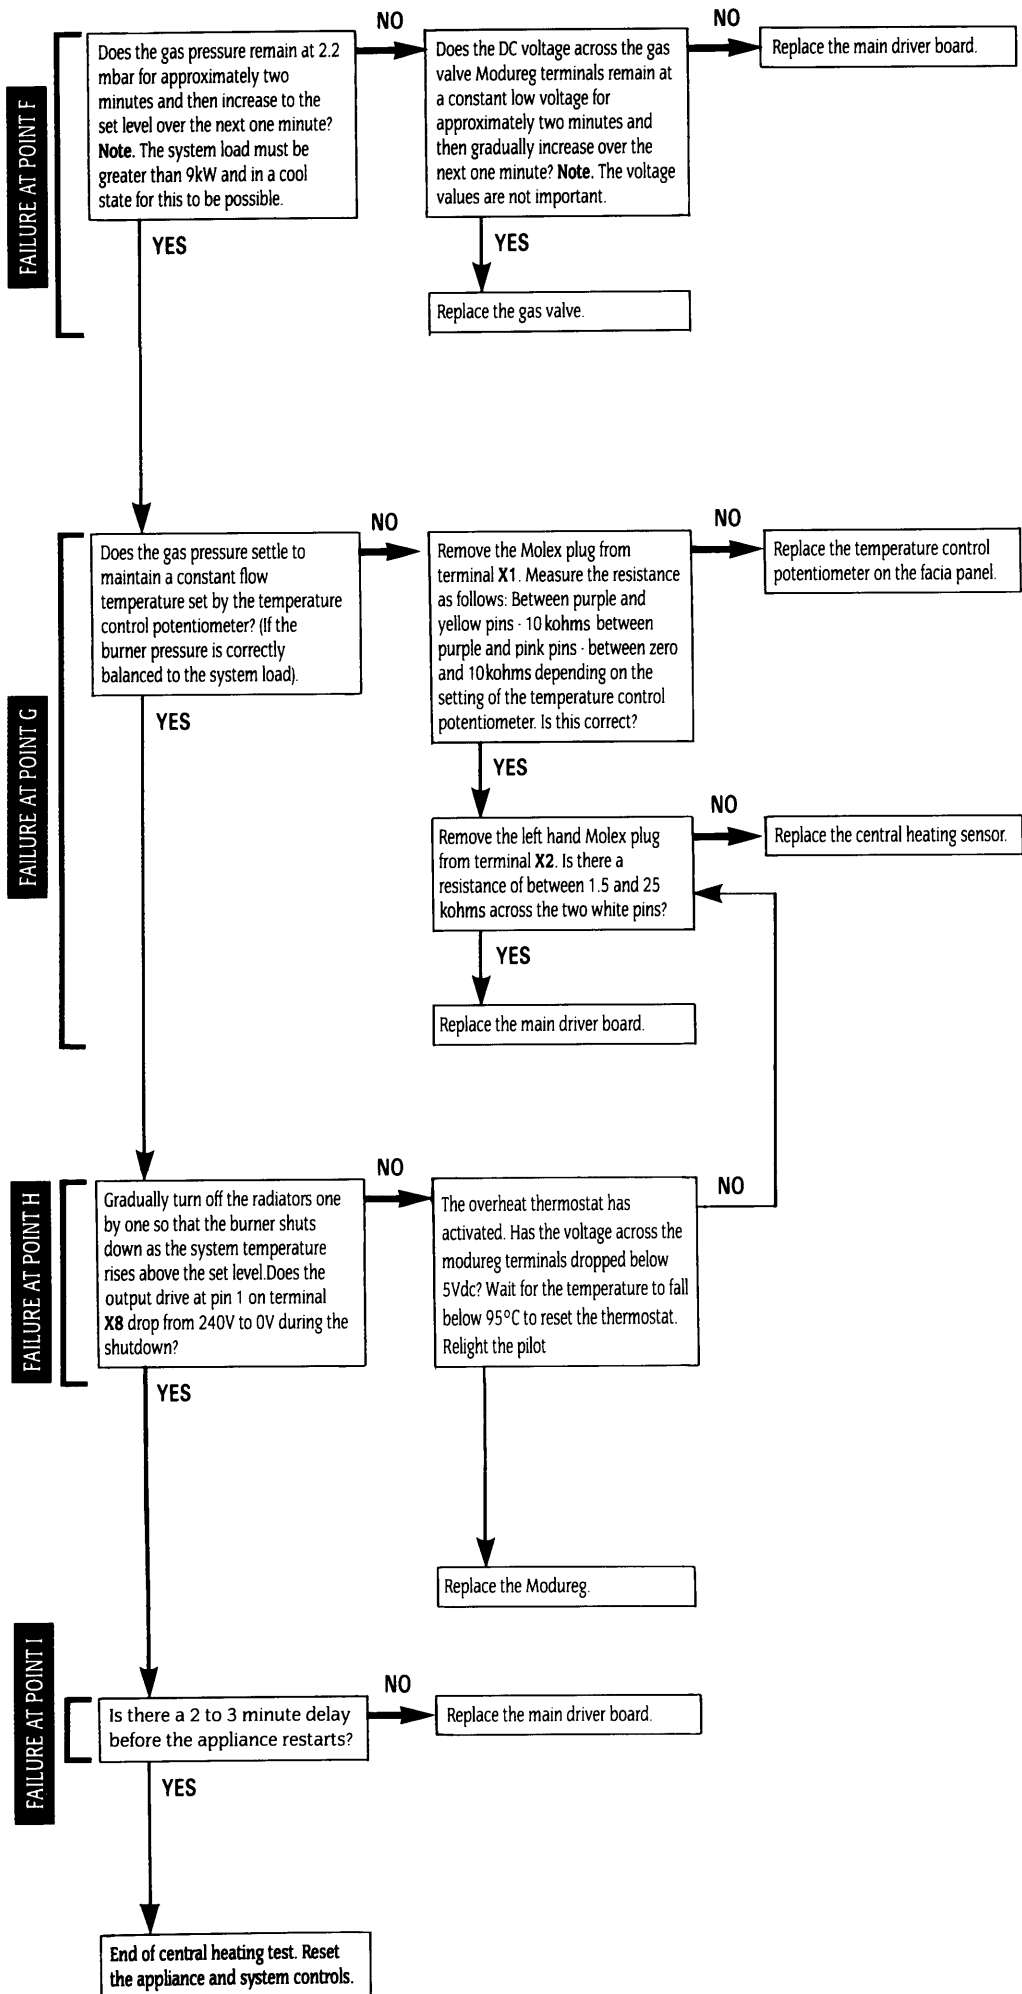 FAILURE AT POINT F
Does the gas pressure remain at 2.2
mbar for approximately two
minutes and then increase to the
set level over the next one minute?
Note. The system load must be
greater than 9kW and in a cool
state for this to be possible.
NO
Does the DC voltage across the gas
valve Modureg terminals remain at
a constant low voltage for
approximately two minutes and
then gradually increase over the
next one minute? Note. The voltage
values are not important.
NO
Replace the main driver board.
YES
YES
Replace the gas valve.
FAILURE AT POINT G
Does the gas pressure settle to
maintain a constant flow
temperature set by the temperature
control potentiometer? (If the
burner pressure is correctly
balanced to the system load).
NO
Remove the Molex plug from
terminal X1. Measure the resistance
as follows: Between purple and
yellow pins - 10 kohms between
purple and pink pins - between zero
and 10kohms depending on the
setting of the temperature control
potentiometer. Is this correct?
NO
Replace the temperature control
potentiometer on the facia panel.
YES
YES
Remove the left hand Molex plug
from terminal X2. Is there a
resistance of between 1.5 and 25
kohms across the two white pins?
NO
Replace the central heating sensor.
YES
Replace the main driver board.
FAILURE AT POINT H
Gradually turn off the radiators one
by one so that the burner shuts
down as the system temperature
rises above the set level.Does the
output drive at pin 1 on terminal
X8 drop from 240V to 0V during the
shutdown?
NO
The overheat thermostat has
activated. Has the voltage across the
modureg terminals dropped below
5Vdc? Wait for the temperature to fall
below 95°C to reset the thermostat.
Relight the pilot
NO
YES
Replace the Modureg.
FAILURE AT POINT I
Is there a 2 to 3 minute delay
before the appliance restarts?
NO
Replace the main driver board.
YES
End of central heating test. Reset
the appliance and system controls.